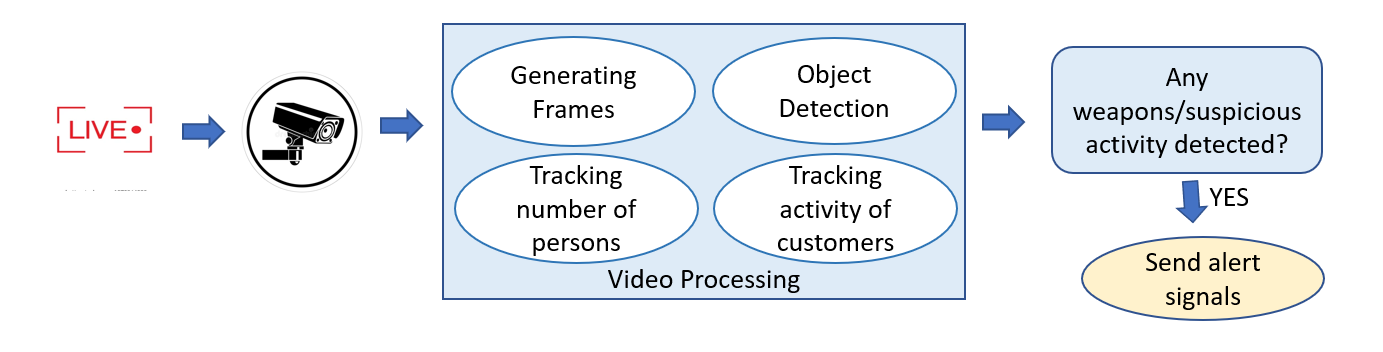 LIVE
Generating
Frames
Object
Detection
Tracking
number of
persons
Tracking
activity of
customers
Video Processing
Any
weapons/suspicious
activity detected?
YES
Send alert
signals